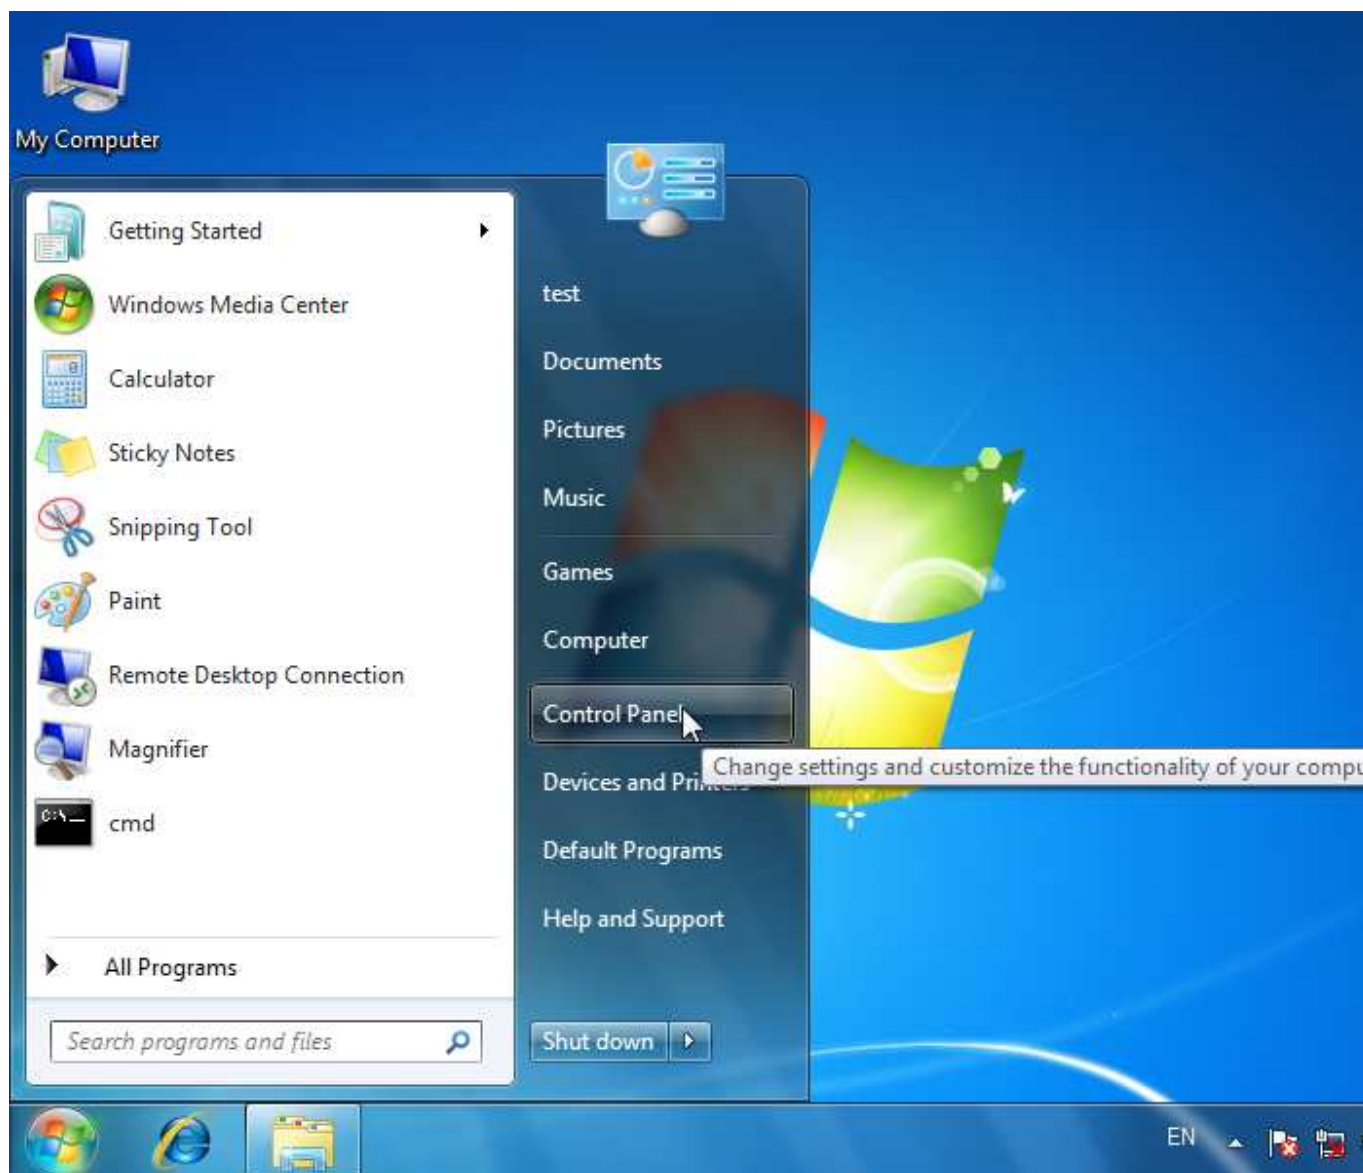 My Computer
Getting Started
Windows Media Center
Calculator
Sticky Notes
Snipping Tool
Paint
Remote Desktop Connection
Magnifier
C:\
cmd
All Programs
Search programs and files
test
Documents
Pictures
Music
Games
Computer
Control Panel
Change settings and customize the functionality of your compu
Devices and Printers
Default Programs
Help and Support
Shut down
EN